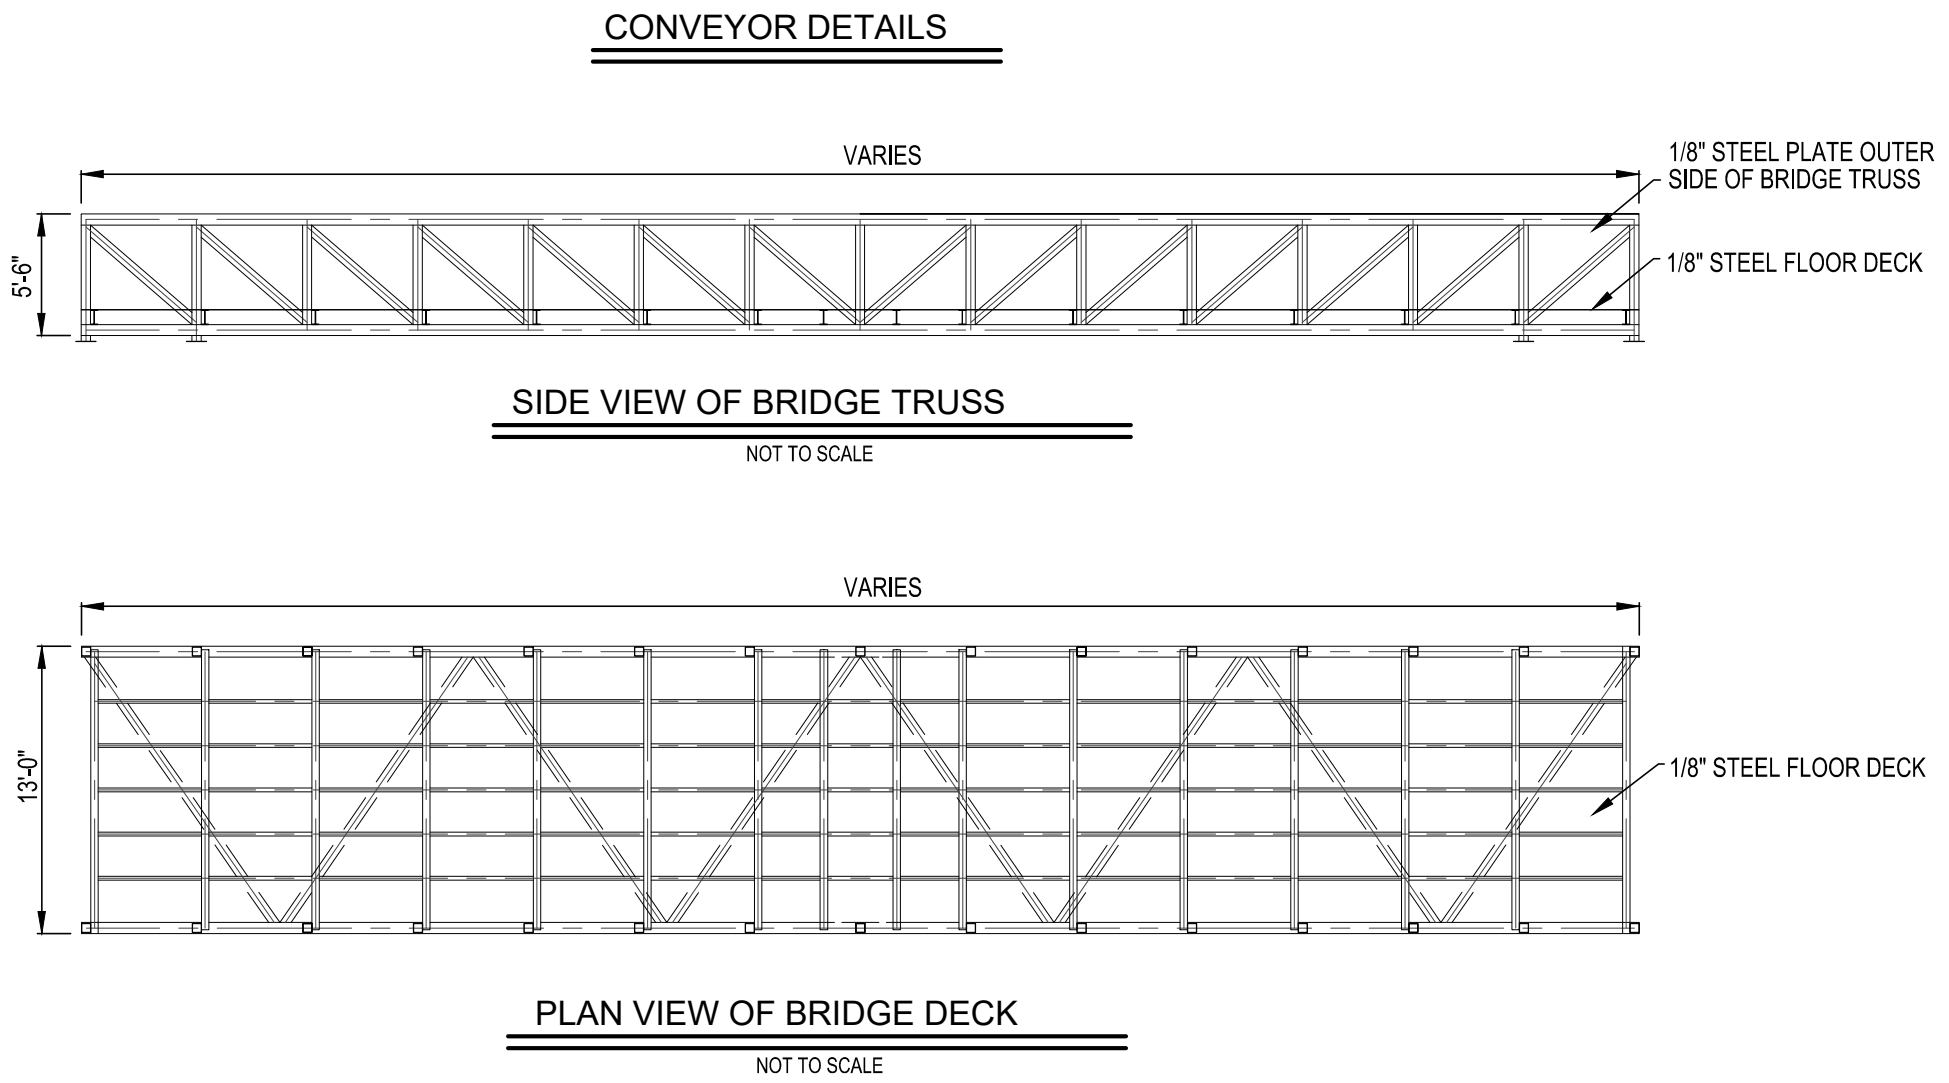 CONVEYOR DETAILS
VARIES
1/8" STEEL PLATE OUTER
SIDE OF BRIDGE TRUSS
5'-6"
1/8" STEEL FLOOR DECK
SIDE VIEW OF BRIDGE TRUSS
NOT TO SCALE
VARIES
13'-0"
1/8" STEEL FLOOR DECK
PLAN VIEW OF BRIDGE DECK
NOT TO SCALE